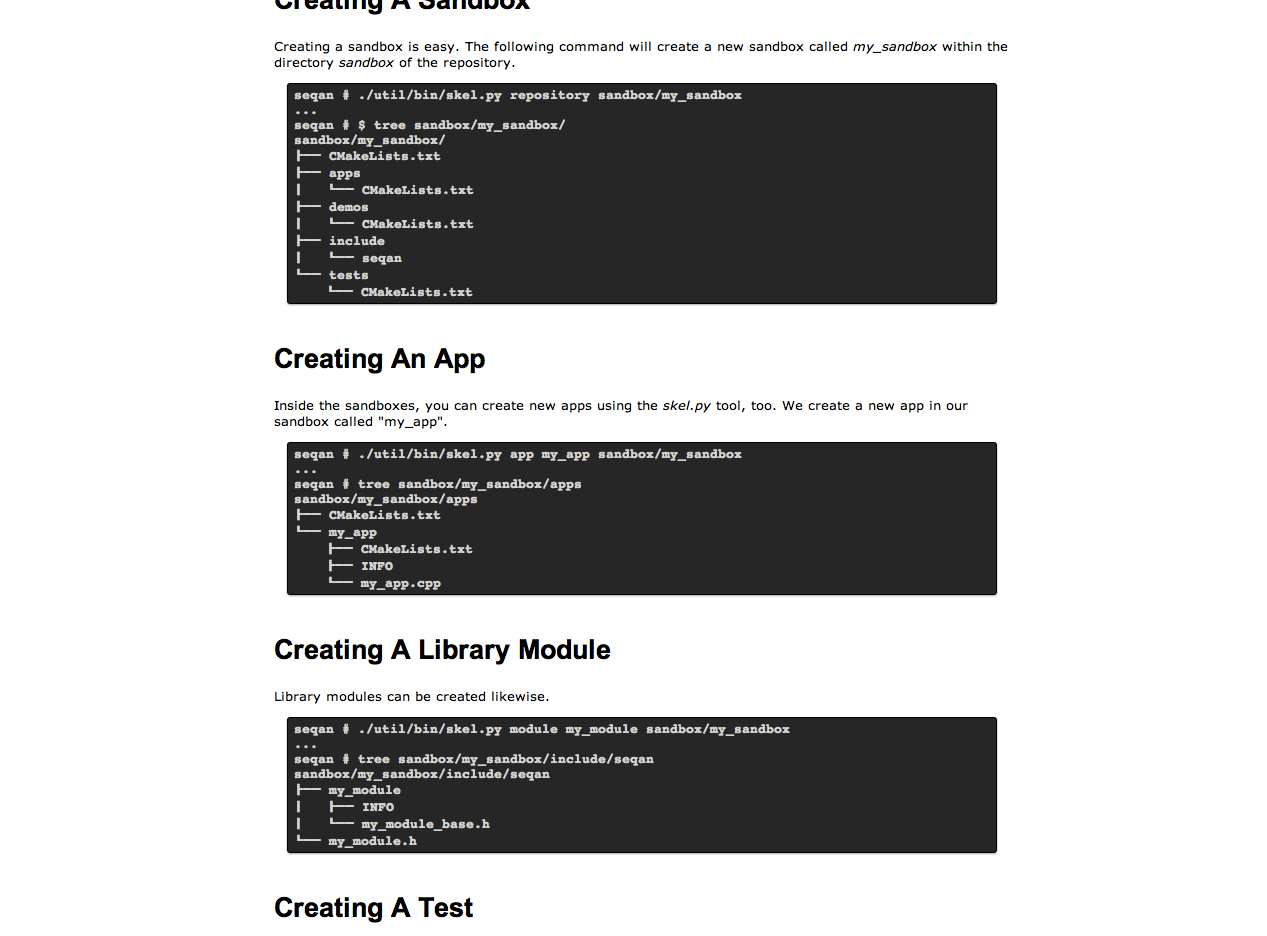 Creating A Sandbox
Creating a sandbox is easy. The following command will create a new sandbox called my_sandbox within the
directory sandbox of the repository.
seqan # ./util/bin/skel.py repository sandbox/my_sandbox
...
seqan # $ tree sandbox/my_sandbox/
sandbox/my_sandbox/
├── CMakeLists.txt
├── apps
│   └── CMakeLists.txt
├── demos
│   └── CMakeLists.txt
├── include
│   └── seqan
└── tests
    └── CMakeLists.txt
Creating An App
Inside the sandboxes, you can create new apps using the skel.py tool, too. We create a new app in our
sandbox called "my_app".
seqan # ./util/bin/skel.py app my_app sandbox/my_sandbox
...
seqan # tree sandbox/my_sandbox/apps
sandbox/my_sandbox/apps
├── CMakeLists.txt
└── my_app
    ├── CMakeLists.txt
    ├── INFO
    └── my_app.cpp
Creating A Library Module
Library modules can be created likewise.
seqan # ./util/bin/skel.py module my_module sandbox/my_sandbox
...
seqan # tree sandbox/my_sandbox/include/seqan
sandbox/my_sandbox/include/seqan
├── my_module
│   ├── INFO
│   └── my_module_base.h
└── my_module.h
Creating A Test